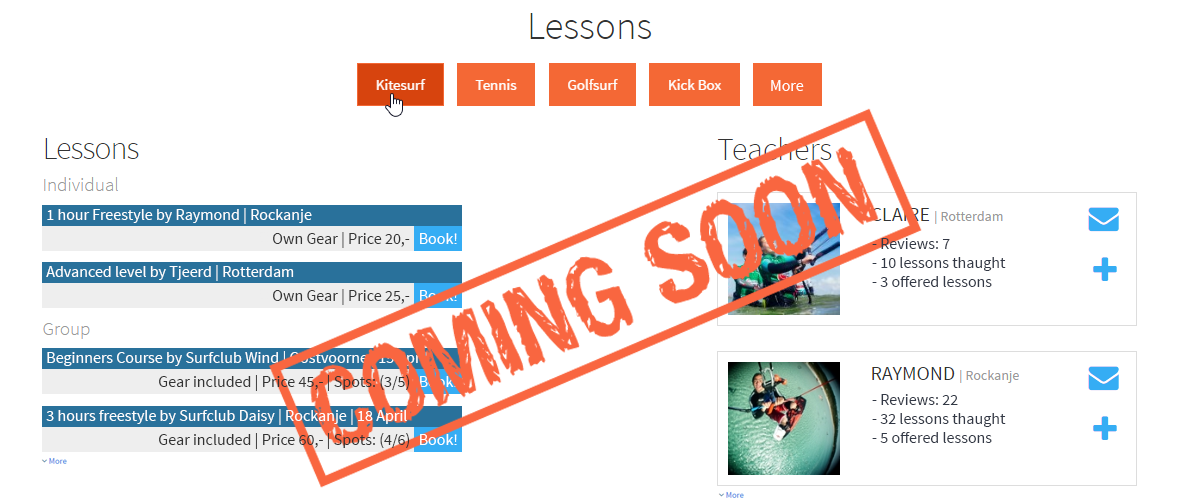 Lessons
Kitesurf
Tennis
Golfsurf
Kick Box
More
Lessons
Individual
1 hour Freestyle by Raymond | Rockanje
Own Gear | Price 20,- Book!
Advanced level by Tjeerd | Rotterdam
Own Gear | Price 25,- Book!
Group
Beginners Course by Surfclub Wind | Oostvoorne | 15 April
Gear included | Price 45,- | Spots: (3/5) Book!
3 hours freestyle by Surfclub Daisy | Rockanje | 18 April
Gear included | Price 60,- | Spots: (4/6) Book!
More
COMING SOON
Teachers
CLAIRE | Rotterdam
- Reviews: 7
- 10 lessons thaught
- 3 offered lessons
RAYMOND | Rockanje
- Reviews: 22
- 32 lessons thaught
- 5 offered lessons
More